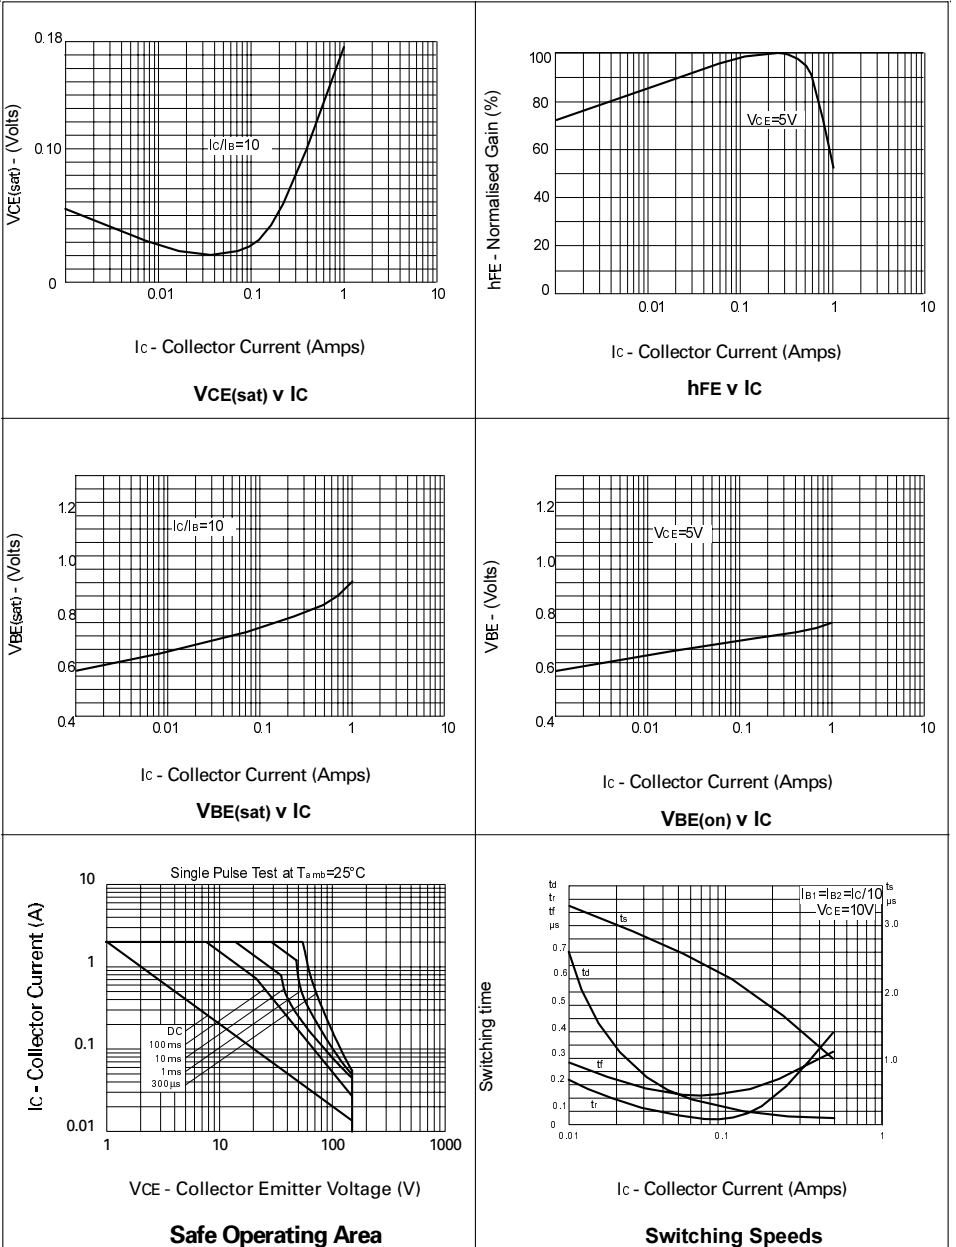 0.18
0.10
0
VCE(sat) - (Volts)
IC/IB=10
0.01 0.1 1 10
IC - Collector Current (Amps)
VCE(sat) v IC
100
80
60
40
20
0
hFE - Normalised Gain (%)
VCE=5V
0.01 0.1 1 10
IC - Collector Current (Amps)
hFE v IC
1.2
1.0
0.8
0.6
0.4
VBE(sat) - (Volts)
IC/IB=10
0.01 0.1 1 10
IC - Collector Current (Amps)
VBE(sat) v IC
1.2
1.0
0.8
0.6
0.4
VBE - (Volts)
VCE=5V
0.01 0.1 1 10
IC - Collector Current (Amps)
VBE(on) v IC
Single Pulse Test at Tamb=25°C
10
1
0.1
0.01
IC - Collector Current (A)
DC
100ms
10ms
1ms
300µs
1 10 100 1000
VCE - Collector Emitter Voltage (V)
Safe Operating Area
td
tr
tf
µs
0.7
0.6
0.5
0.4
0.3
0.2
0.1
0
Switching time
IB1=IB2=IC/10
VCE=10V
ts
td
tf
tr
ts
µs
3.0
2.0
1.0
0.01 0.1 1
IC - Collector Current (Amps)
Switching Speeds